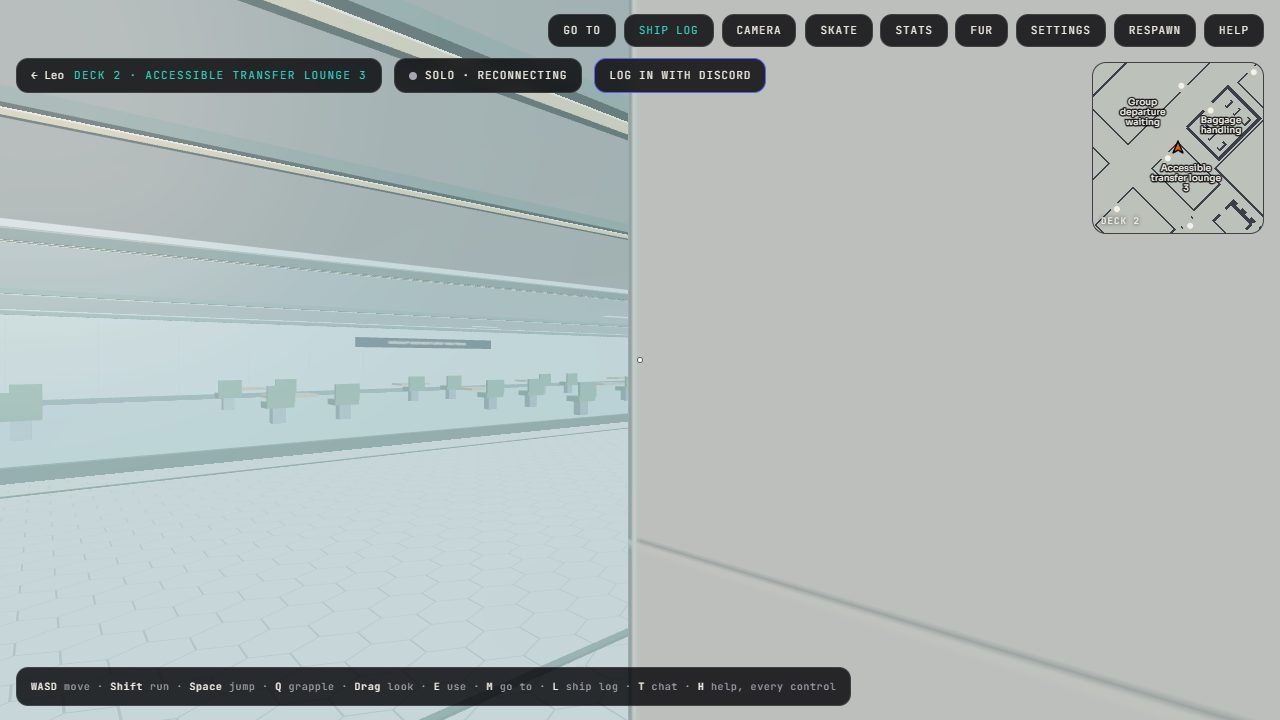 GO TO
SHIP LOG
CAMERA
SKATE
STATS
FUR
SETTINGS
RESPAWN
HELP
← Leo DECK 2 · ACCESSIBLE TRANSFER LOUNGE 3
SOLO · RECONNECTING
LOG IN WITH DISCORD
Group
departure
waiting
Baggage
handling
Accessible
transfer lounge
3
DECK 2
WASD move · Shift run · Space jump · Q grapple · Drag look · E use · M go to · L ship log · T chat · H help, every control